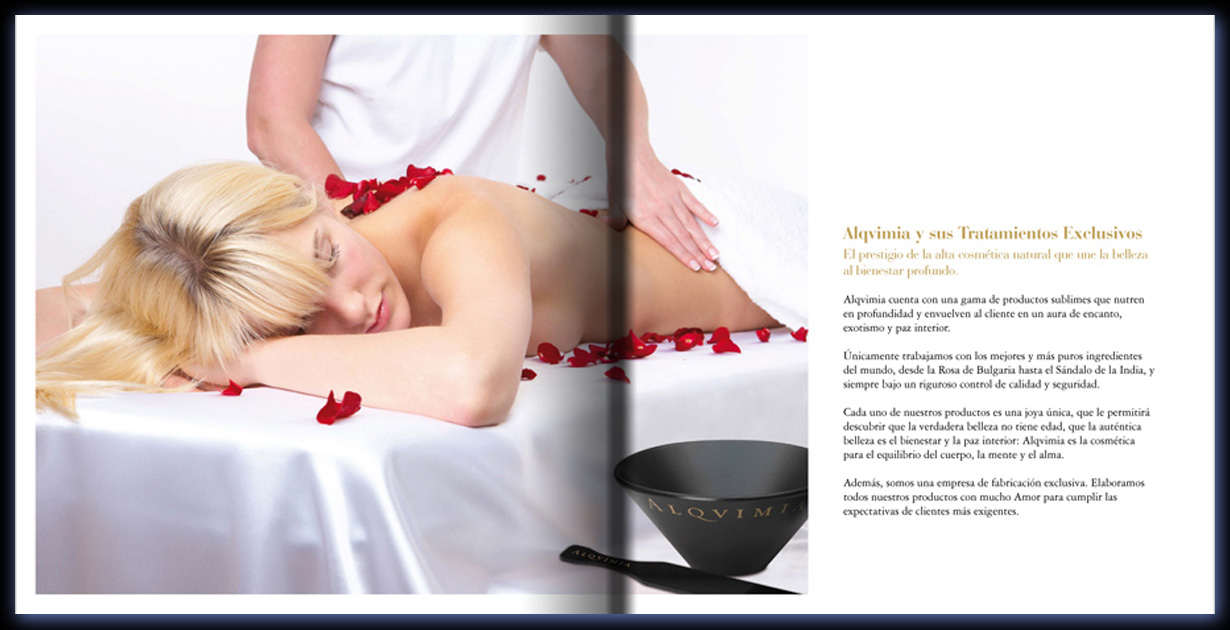 Alqvimia y sus Tratamientos Exclusivos
El prestigio de la alta cosmética natural que une la belleza
al bienestar profundo.
Alqvimia cuenta con una gama de productos sublimes que nutren
en profundidad y envuelven al cliente en un aura de encanto,
exotismo y paz interior.
Únicamente trabajamos con los mejores y más puros ingredientes
del mundo, desde la Rosa de Bulgaria hasta el Sándalo de la India, y
siempre bajo un riguroso control de calidad y seguridad.
Cada uno de nuestros productos es una joya única, que le permitirá
descubrir que la verdadera belleza no tiene edad, que la auténtica
belleza es el bienestar y la paz interior: Alqvimia es la cosmética
para el equilibrio del cuerpo, la mente y el alma.
Además, somos una empresa de fabricación exclusiva. Elaboramos
todos nuestros productos con mucho Amor para cumplir las
expectativas de clientes más exigentes.
ALQVIMIA
ALQVIMIA